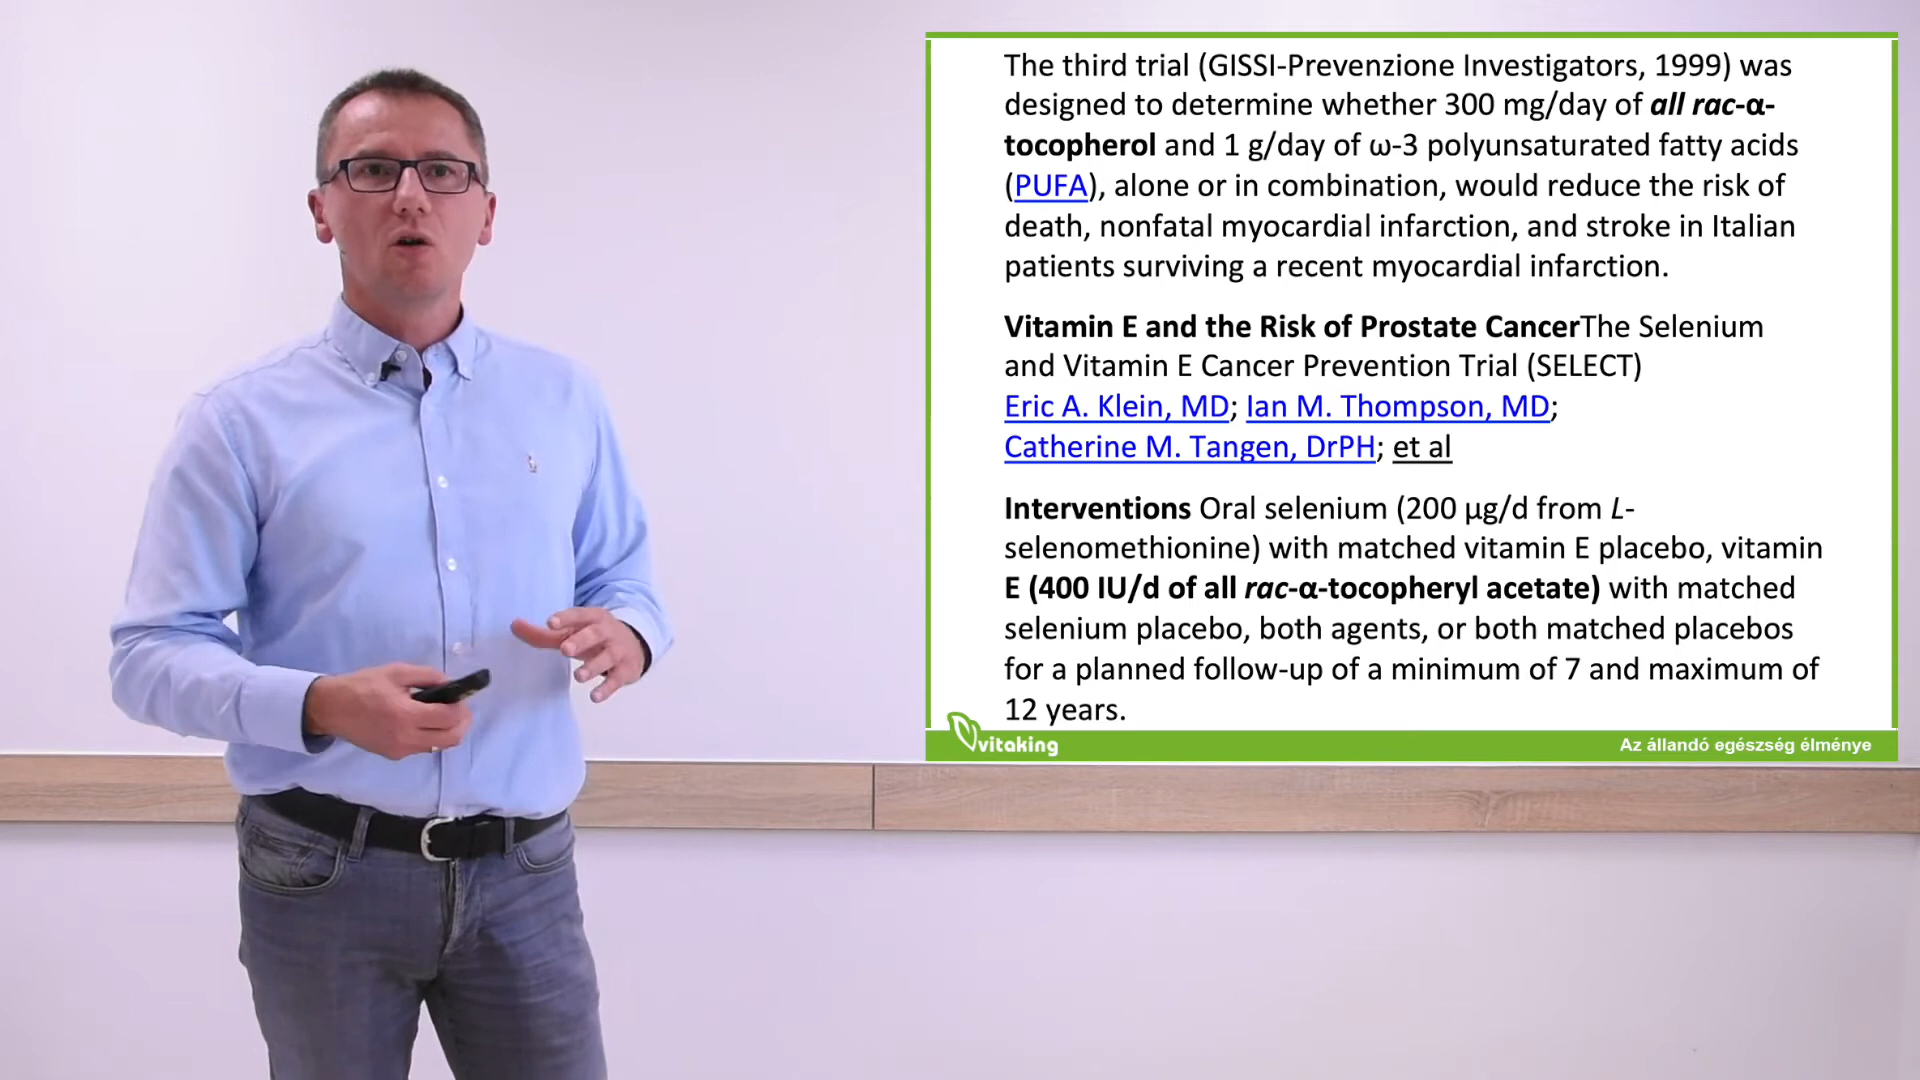 The third trial (GISSI-Prevenzione Investigators, 1999) was
designed to determine whether 300 mg/day of all rac-α-
tocopherol and 1 g/day of ω-3 polyunsaturated fatty acids
(PUFA), alone or in combination, would reduce the risk of
death, nonfatal myocardial infarction, and stroke in Italian
patients surviving a recent myocardial infarction.
Vitamin E and the Risk of Prostate CancerThe Selenium
and Vitamin E Cancer Prevention Trial (SELECT)
Eric A. Klein, MD; Ian M. Thompson, MD;
Catherine M. Tangen, DrPH; et al
Interventions Oral selenium (200 μg/d from L-
selenomethionine) with matched vitamin E placebo, vitamin
E (400 IU/d of all rac-α-tocopheryl acetate) with matched
selenium placebo, both agents, or both matched placebos
for a planned follow-up of a minimum of 7 and maximum of
12 years.
vitaking
Az állandó egészség élménye